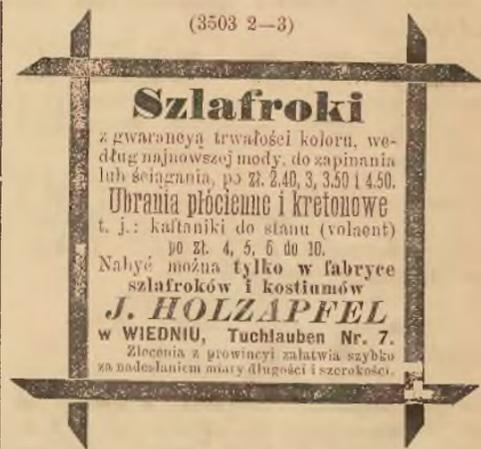 (3503 2—3)
Szlafroki
z gwarancyą trwałości koloru, we-
dług najnowszej mody, do zapinania
lub ściągania, po zł. 2.40, 3, 3.50 i 4.50.
Ubrania płócienne i kretonowe
t. j.: kaftaniki do stanu (volaent)
po zł. 4, 5, 6 do 10.
Nabyć można tylko w fabryce
szlafroków i kostiumów
J. HOLZAPFEL
w WIEDNIU, Tuchlauben Nr. 7.
Zlecenia z prowincyi załatwia szybko
za nadesłaniem miary długości i szerokości.